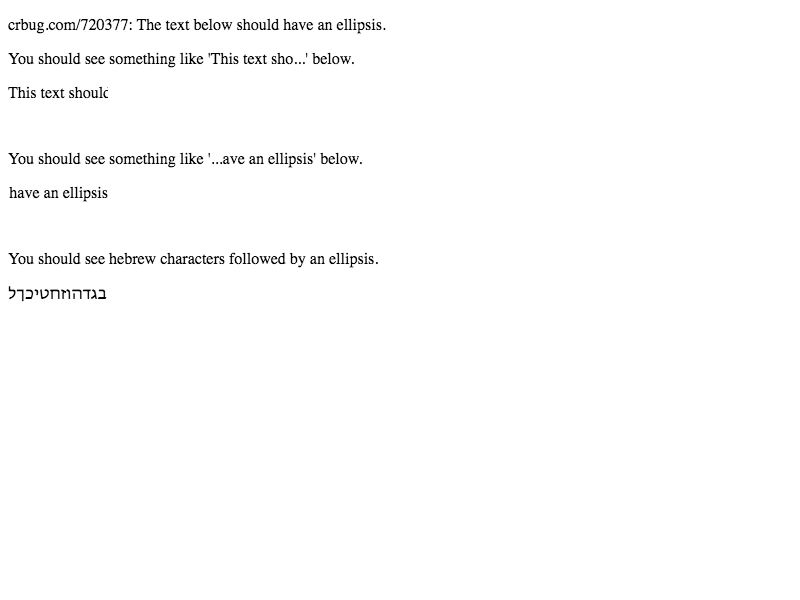 crbug.com/720377: The text below should have an ellipsis.
You should see something like 'This text sho...' below.
This text should
You should see something like '...ave an ellipsis' below.
have an ellipsis
You should see hebrew characters followed by an ellipsis.
בגדהוזחטיכךל